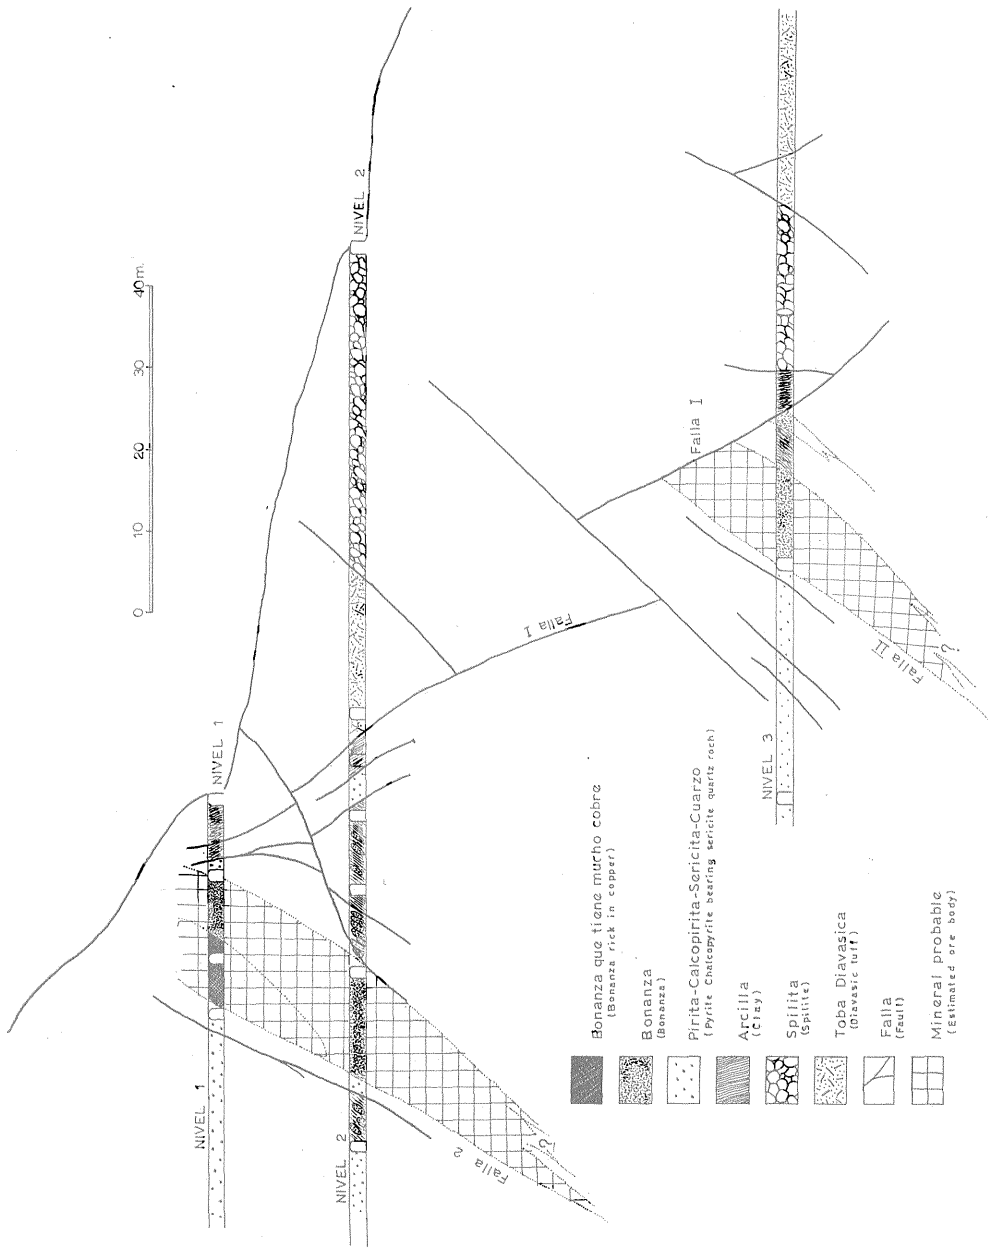 NIVEL 1
NIVEL 1
NIVEL 2
NIVEL 2
0 10 20 30 40m.
Falla I
Falla 2
?
Falla I
Falla II
?
NIVEL 3
Bonanza que tiene mucho cobre
(Bonanza rick in copper)
Bonanza
(Bonanza)
Pirita-Calcopirita-Sericita-Cuarzo
(Pyrite Chalcopyrite bearing sericite quartz roch)
Arcilla
(Clay)
Spilita
(Spilite)
Toba Diavasica
(Diavasic tuff)
Falla
(Fault)
Mineral probable
(Estimated ore body)